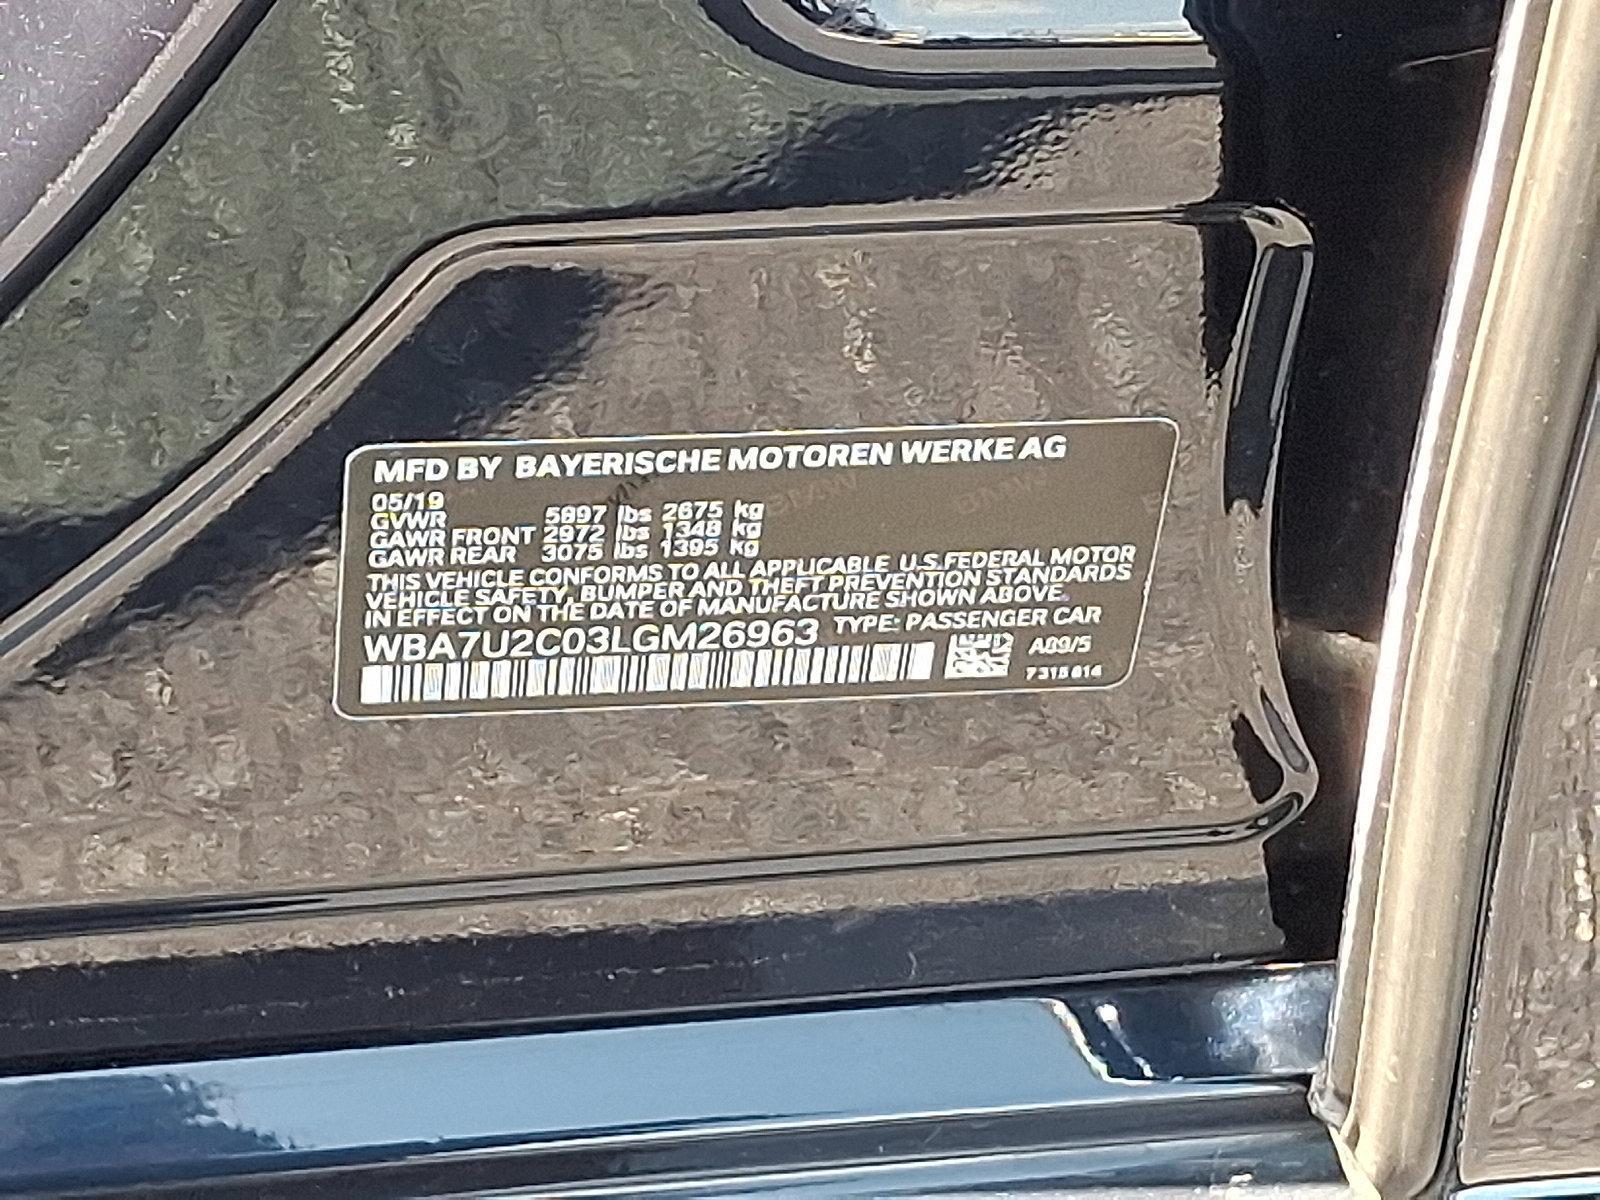 MFD BY BAYERISCHE MOTOREN WERKE AG
05/19
GVWR 5897 lbs 2675 kg
GAWR FRONT 2972 lbs 1348 kg
GAWR REAR 3075 lbs 1395 kg
THIS VEHICLE CONFORMS TO ALL APPLICABLE U.S.FEDERAL MOTOR
VEHICLE SAFETY, BUMPER AND THEFT PREVENTION STANDARDS
IN EFFECT ON THE DATE OF MANUFACTURE SHOWN ABOVE.
WBA7U2C03LGM26963 TYPE: PASSENGER CAR
A09/5